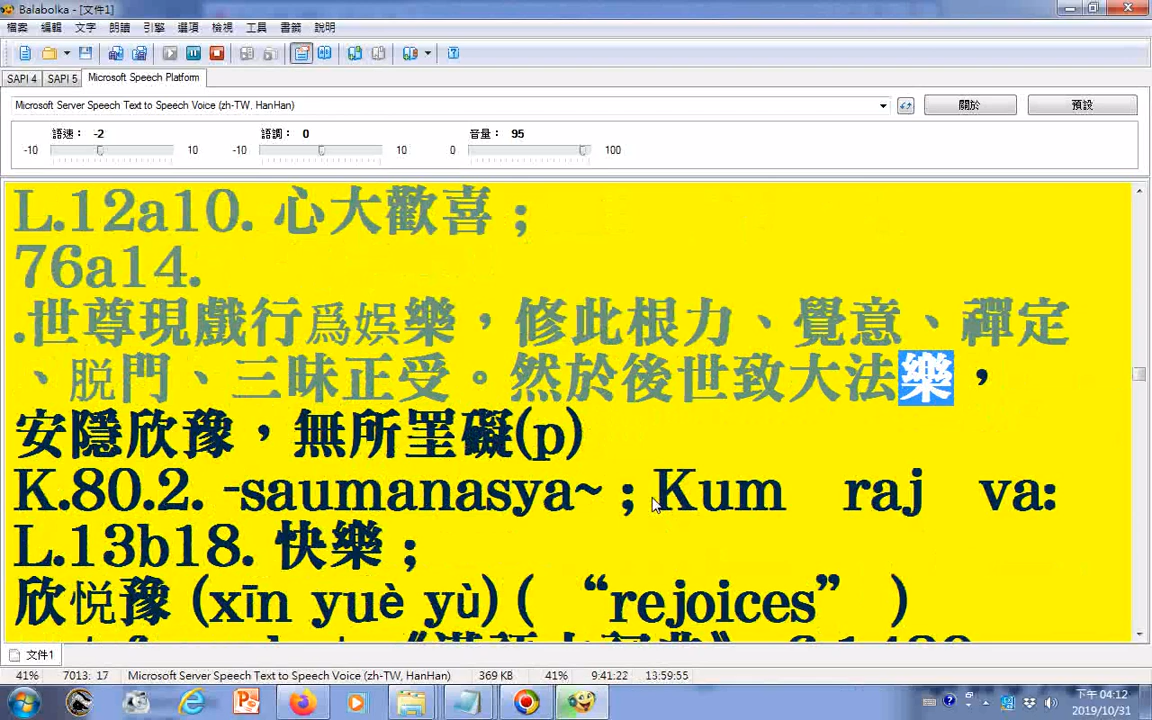 Balabolka - [文件1]
檔案 編輯 文字 朗讀 引擎 選項 檢視 工具 書籤 說明
SAPI 4 SAPI 5 Microsoft Speech Platform
Microsoft Server Speech Text to Speech Voice (zh-TW, HanHan) 關於 預設
語速： -2 語調： 0 音量： 95
-10 10 -10 10 0 100
L.12a10. 心大歡喜；
76a14.
.世尊現戲行爲娛樂，修此根力、覺意、禪定
、脱門、三昧正受。然於後世致大法樂，
安隱欣豫，無所罣礙(p)
K.80.2. -saumanasya~；Kum raj va:
L.13b18. 快樂；
欣悦豫 (xīn yuè yù) ( “rejoices” )
文件1
41% 7013: 17 Microsoft Server Speech Text to Speech Voice (zh-TW, HanHan) 369 KB 41% 9:41:22 13:59:55
下午 04:12
2019/10/31